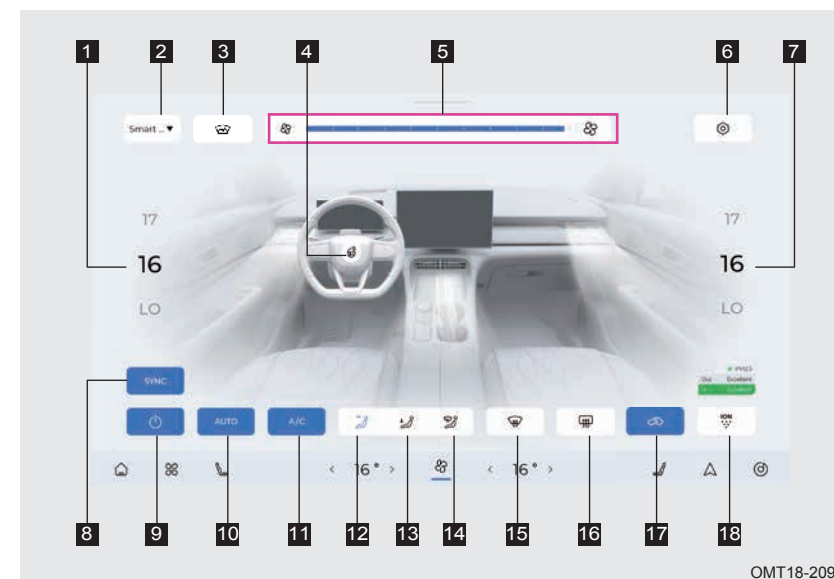 1 2 3 4 5 6 7
Smart ... ▼
17 17
16 16
LO LO
PM2.5
Out Excellent
SYNC
AUTO A/C ION
< 16° > < 16° >
8 9 10 11 12 13 14 15 16 17 18
OMT18-209